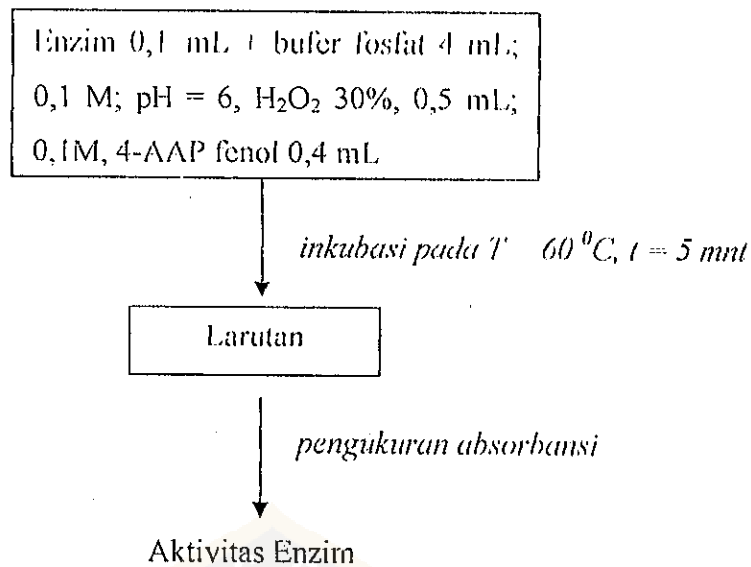 Enzim 0,1 mL + bufer fosfat 4 mL;
0,1 M; pH = 6, H₂O₂ 30%, 0,5 mL;
0,1M, 4-AAP fenol 0,4 mL
inkubasi pada T 60 ⁰C, t = 5 mnt
Larutan
pengukuran absorbansi
Aktivitas Enzim